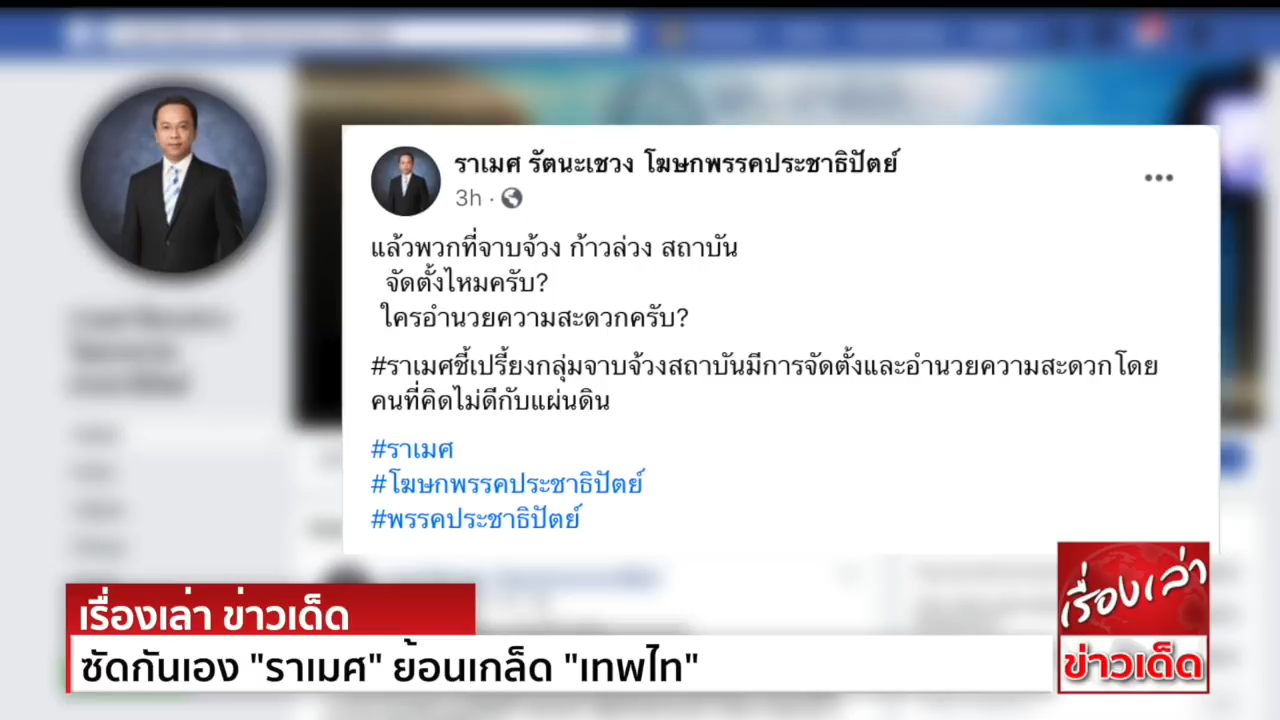 ราเมศ รัตนะเชวง โฆษกพรรคประชาธิปัตย์
3h ·
แล้วพวกที่จาบจ้วง ก้าวล่วง สถาบัน
จัดตั้งไหมครับ?
ใครอำนวยความสะดวกครับ?
#ราเมศชี้เปรี้ยงกลุ่มจาบจ้วงสถาบันมีการจัดตั้งและอำนวยความสะดวกโดย
คนที่คิดไม่ดีกับแผ่นดิน
#ราเมศ
#โฆษกพรรคประชาธิปัตย์
#พรรคประชาธิปัตย์
เรื่องเล่า ข่าวเด็ด
ซัดกันเอง "ราเมศ" ย้อนเกล็ด "เทพไท"
เรื่องเล่า
ข่าวเด็ด